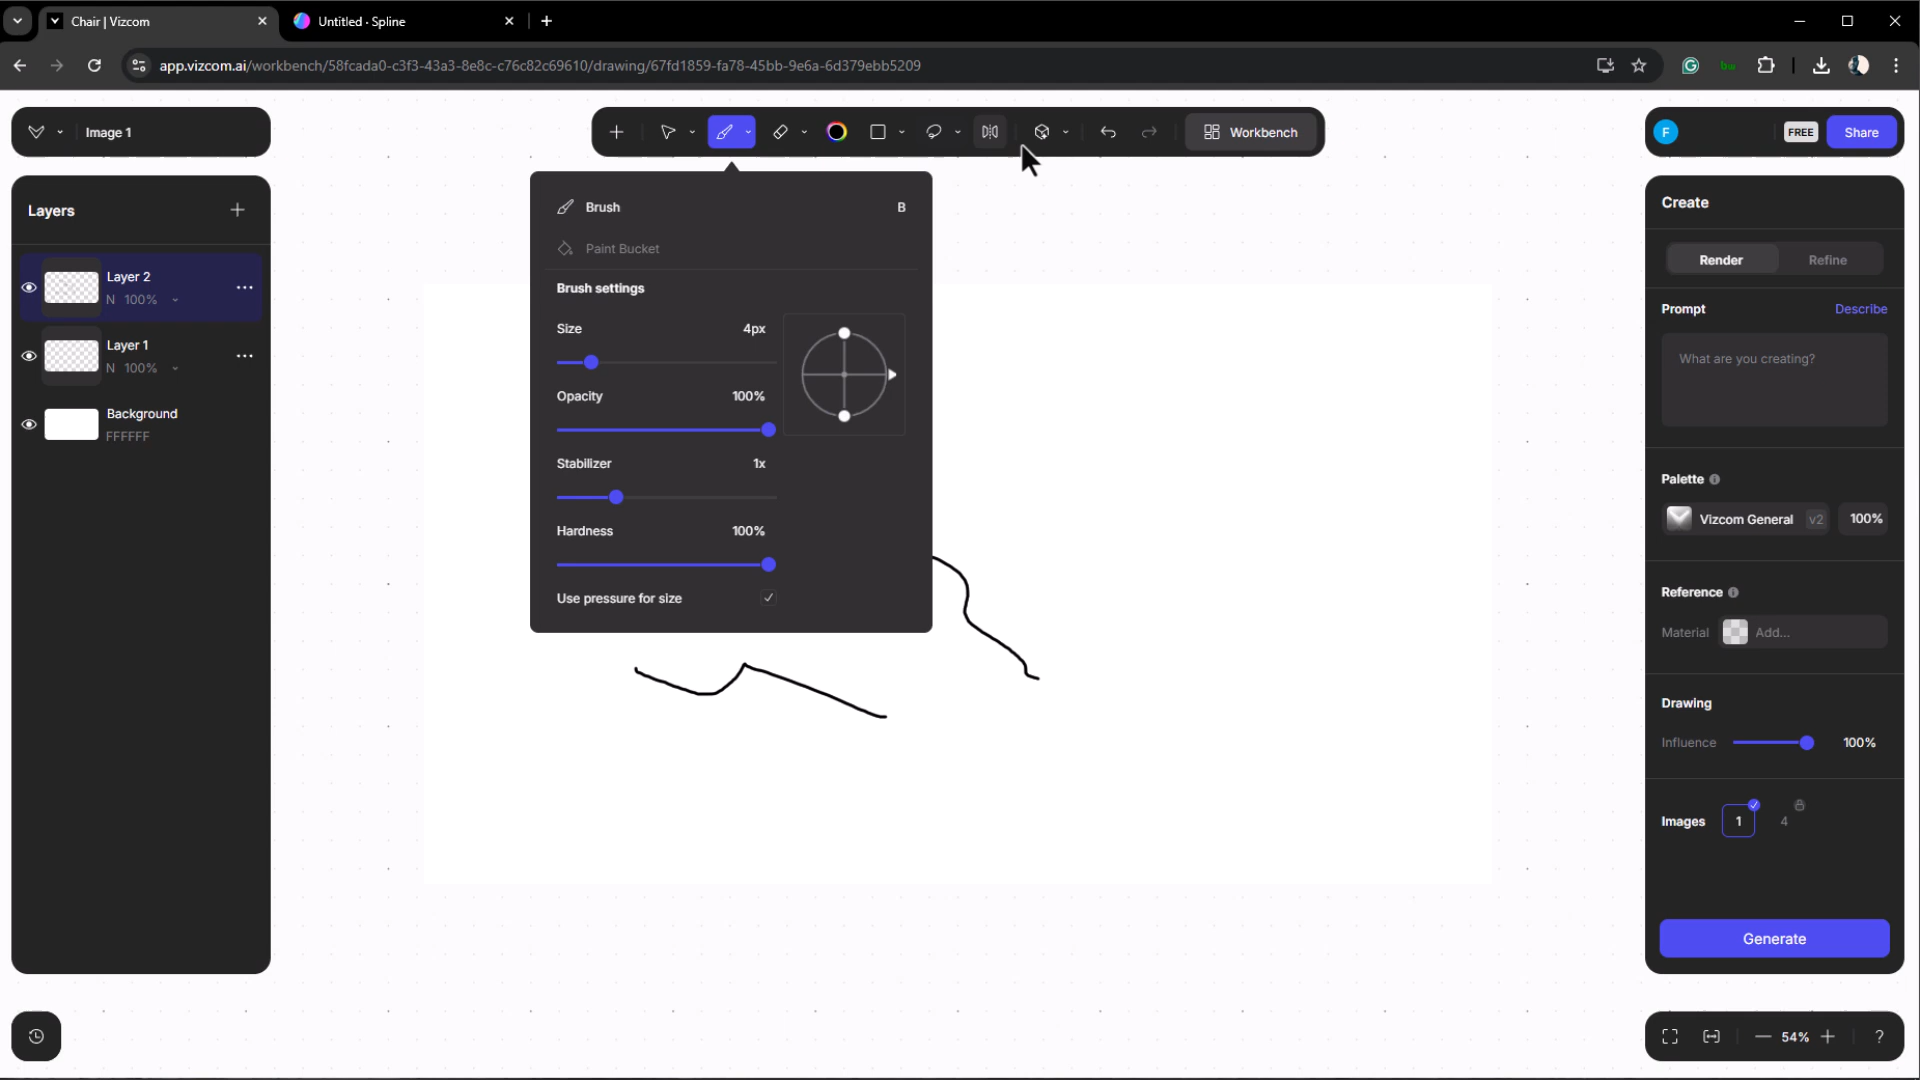 Chair | Vizcom
Untitled - Spline
app.vizcom.ai/workbench/58fcada0-c3f3-43a3-8e8c-c76c82c69610/drawing/67fd1859-fa78-45bb-9e6a-6d379ebb5209
Image 1
Workbench
F
FREE
Share
Layers
Layer 2
N 100%
Layer 1
N 100%
Background
FFFFFF
Brush B
Paint Bucket
Brush settings
Size 4px
Opacity 100%
Stabilizer 1x
Hardness 100%
Use pressure for size
Create
Render Refine
Prompt Describe
What are you creating?
Palette
Vizcom General v2 100%
Reference
Material Add...
Drawing
Influence 100%
Images 1 4
Generate
54% ?